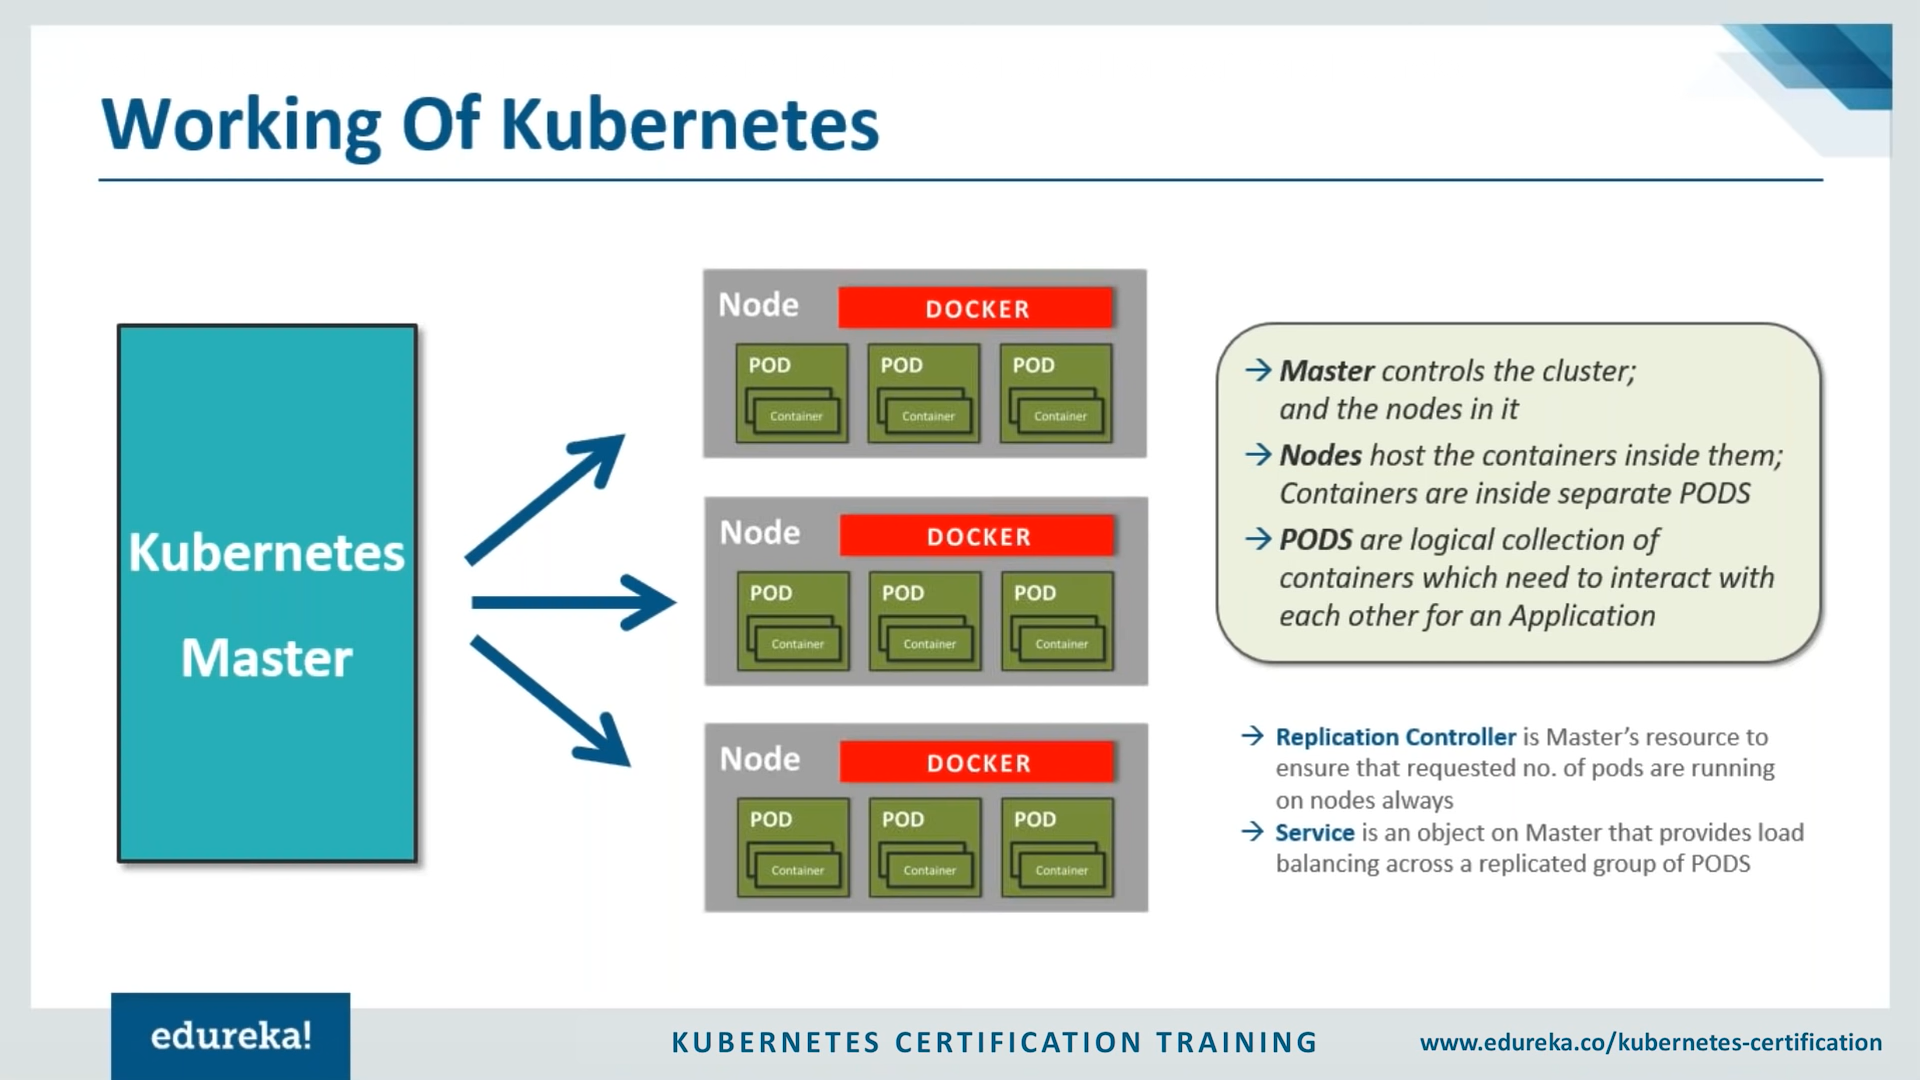 Working Of Kubernetes
Kubernetes
Master
Node
DOCKER
POD
POD
POD
Container
Container
Container
Node
DOCKER
POD
POD
POD
Container
Container
Container
Node
DOCKER
POD
POD
POD
Container
Container
Container
→ Master controls the cluster;
and the nodes in it
→ Nodes host the containers inside them;
Containers are inside separate PODS
→ PODS are logical collection of
containers which need to interact with
each other for an Application
→ Replication Controller is Master’s resource to
ensure that requested no. of pods are running
on nodes always
→ Service is an object on Master that provides load
balancing across a replicated group of PODS
edureka!
KUBERNETES CERTIFICATION TRAINING
www.edureka.co/kubernetes-certification